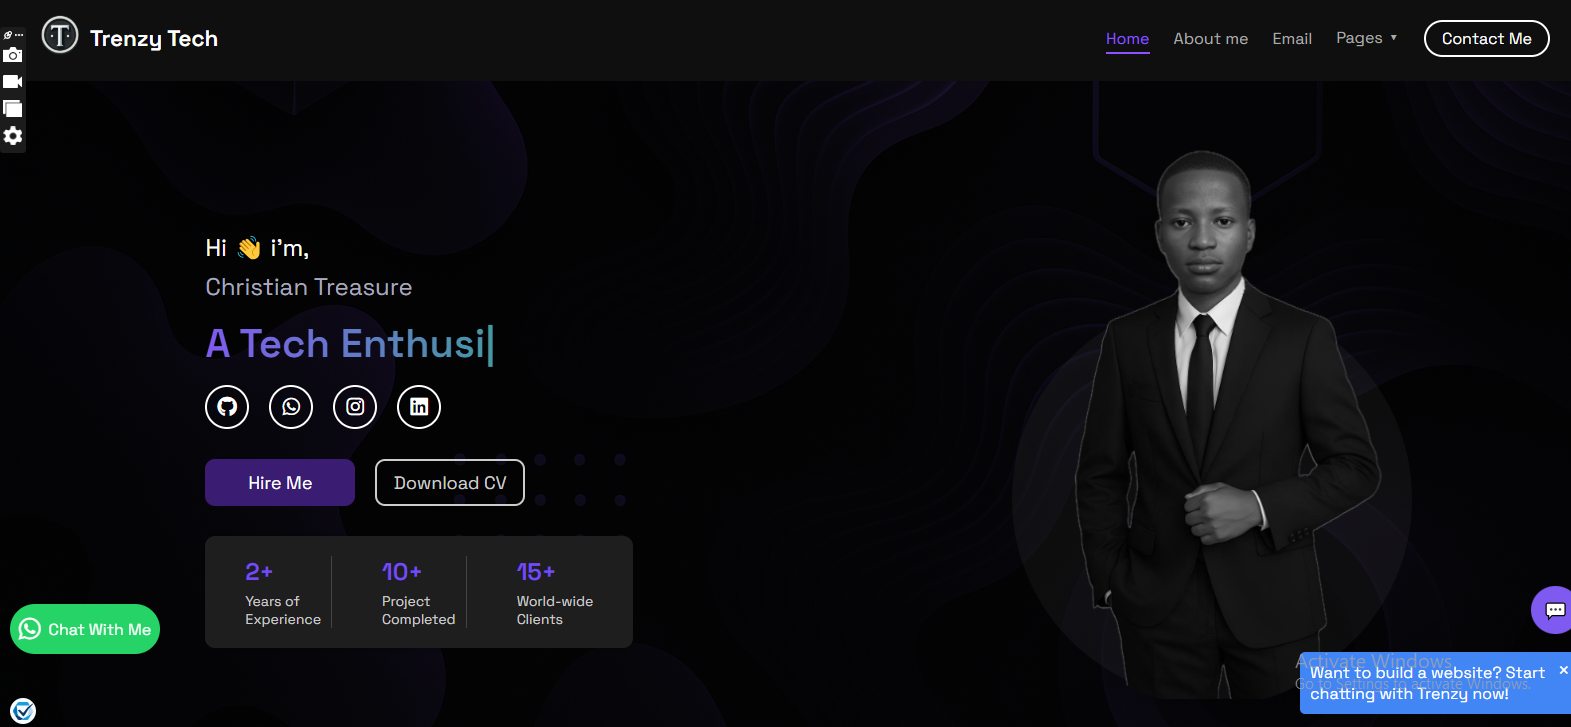 T
Trenzy Tech
Home
About me
Email
Pages
Contact Me
Hi 👋 i'm,
Christian Treasure
A Tech Enthusi|
in
Hire Me
Download CV
2+
Years of
Experience
10+
Project
Completed
15+
World-wide
Clients
Chat With Me
Activate Windows
Go to Settings to activate Windows.
Want to build a website? Start
chatting with Trenzy now!
×